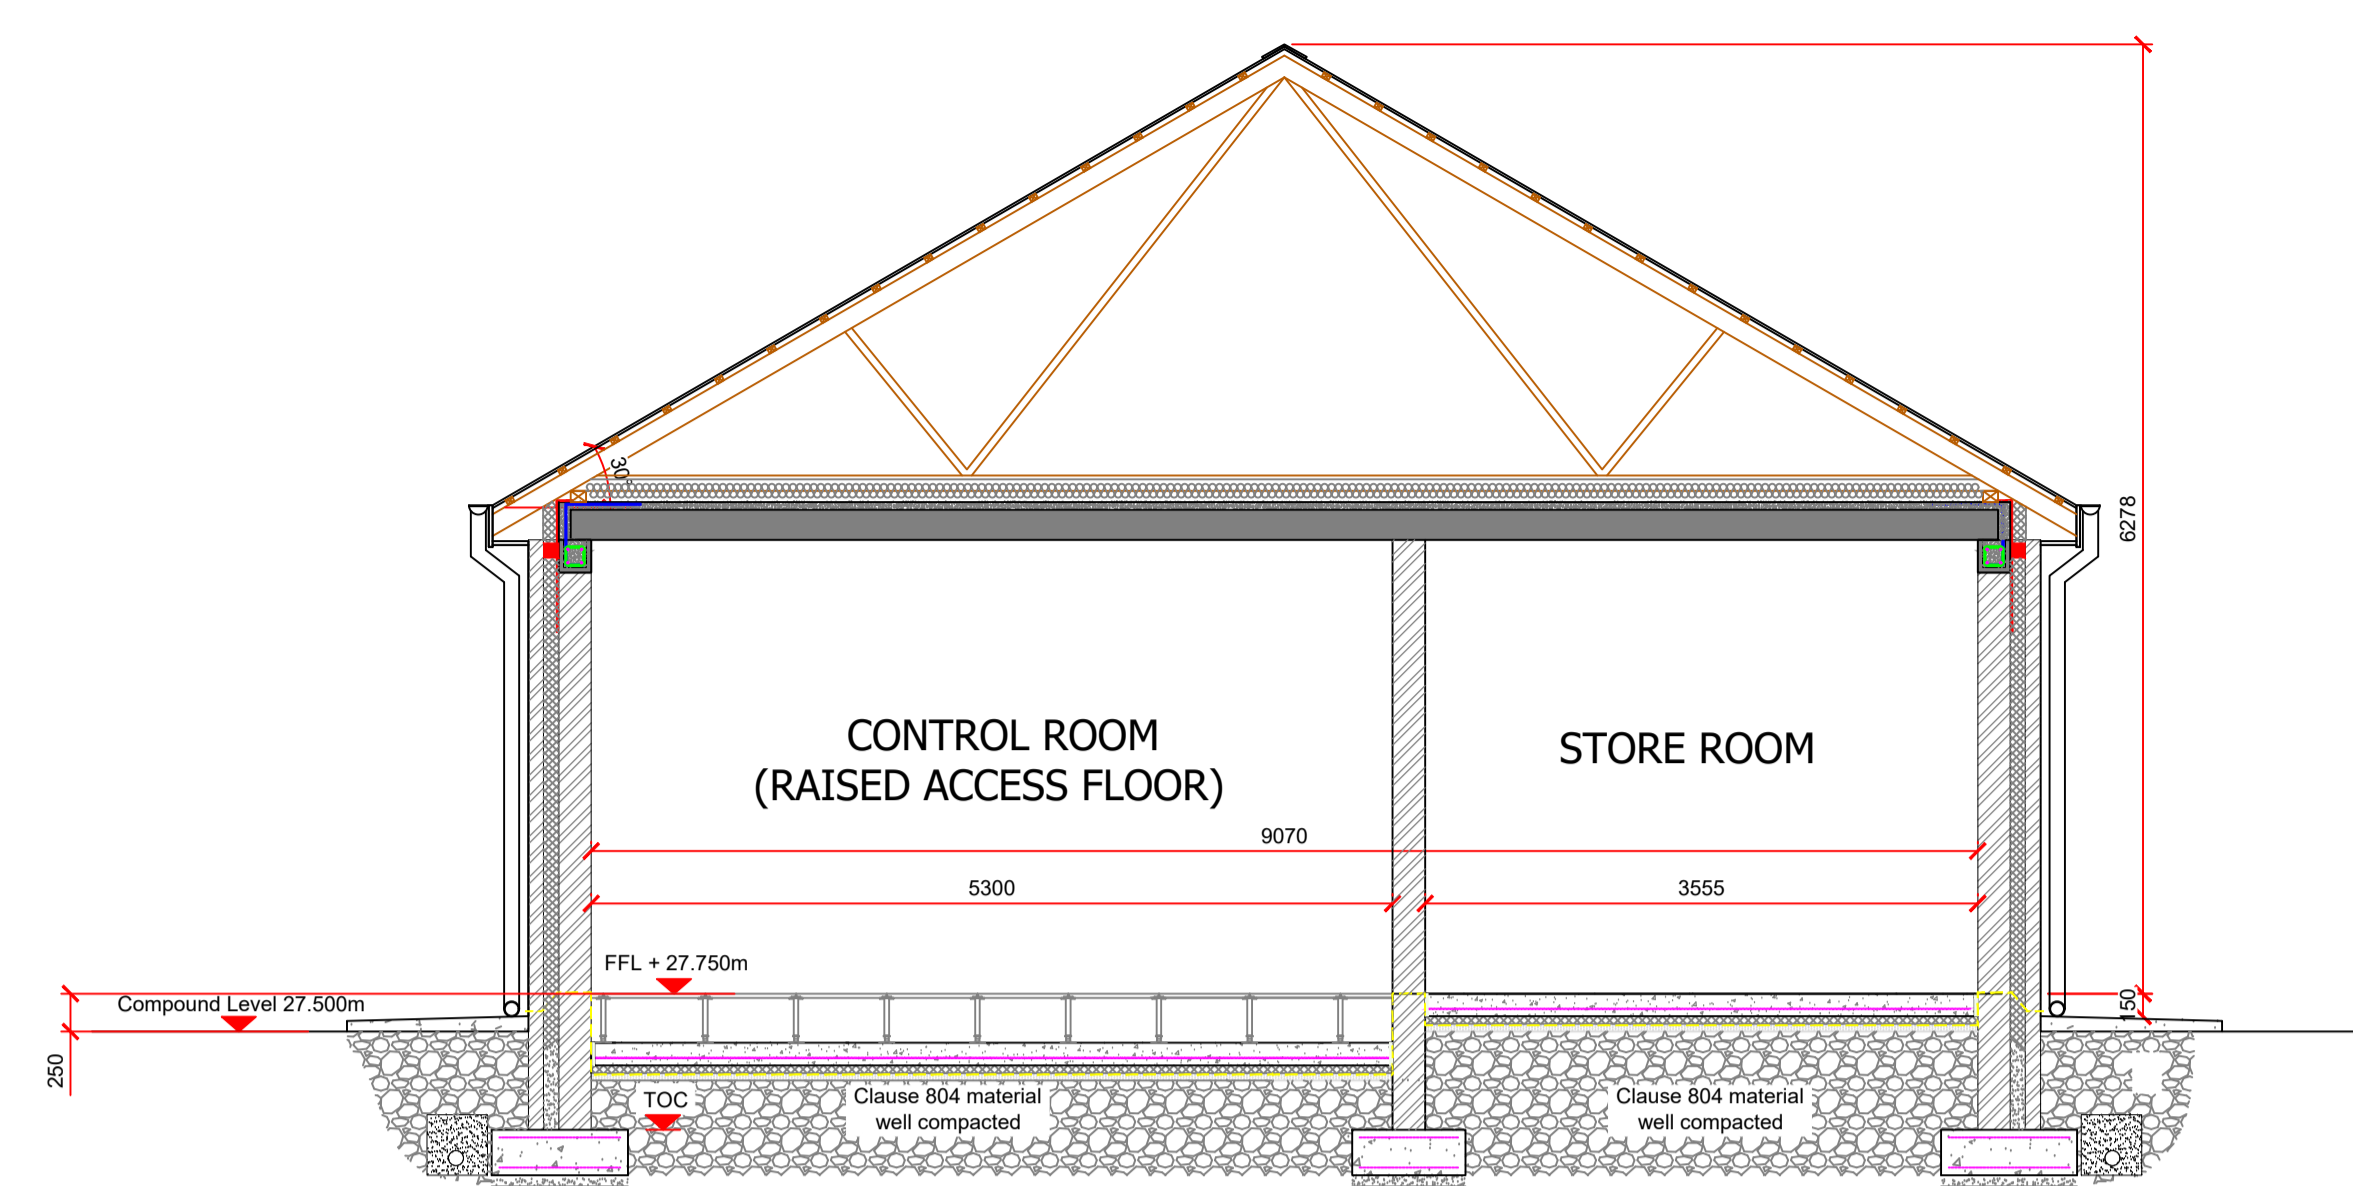 30°
6278
CONTROL ROOM
(RAISED ACCESS FLOOR)
STORE ROOM
9070
5300
3555
FFL + 27.750m
Compound Level 27.500m
150
250
TOC
Clause 804 material
well compacted
Clause 804 material
well compacted